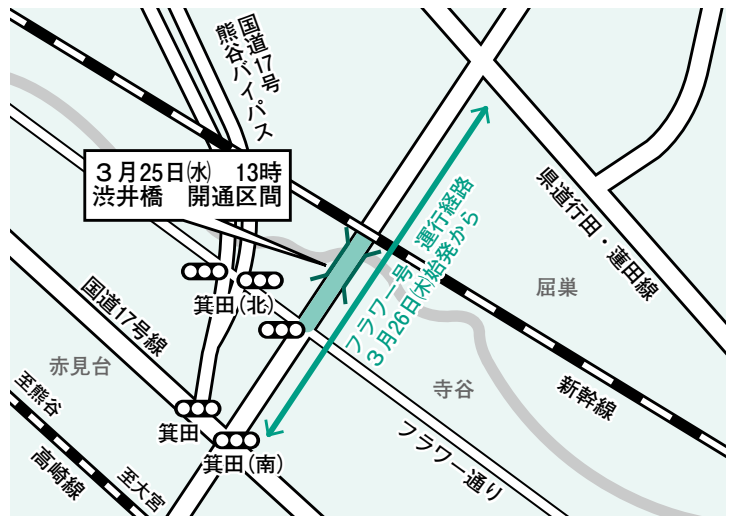 国道17号
熊谷バイパス
3月25日㈬　13時
渋井橋　開通区間
県道行田・蓮田線
フラワー号　運行経路
3月26日㈭始発から
屈巣
箕田(北)
国道17号線
赤見台
寺谷
新幹線
至熊谷
箕田
箕田(南)
フラワー通り
高崎線
至大宮